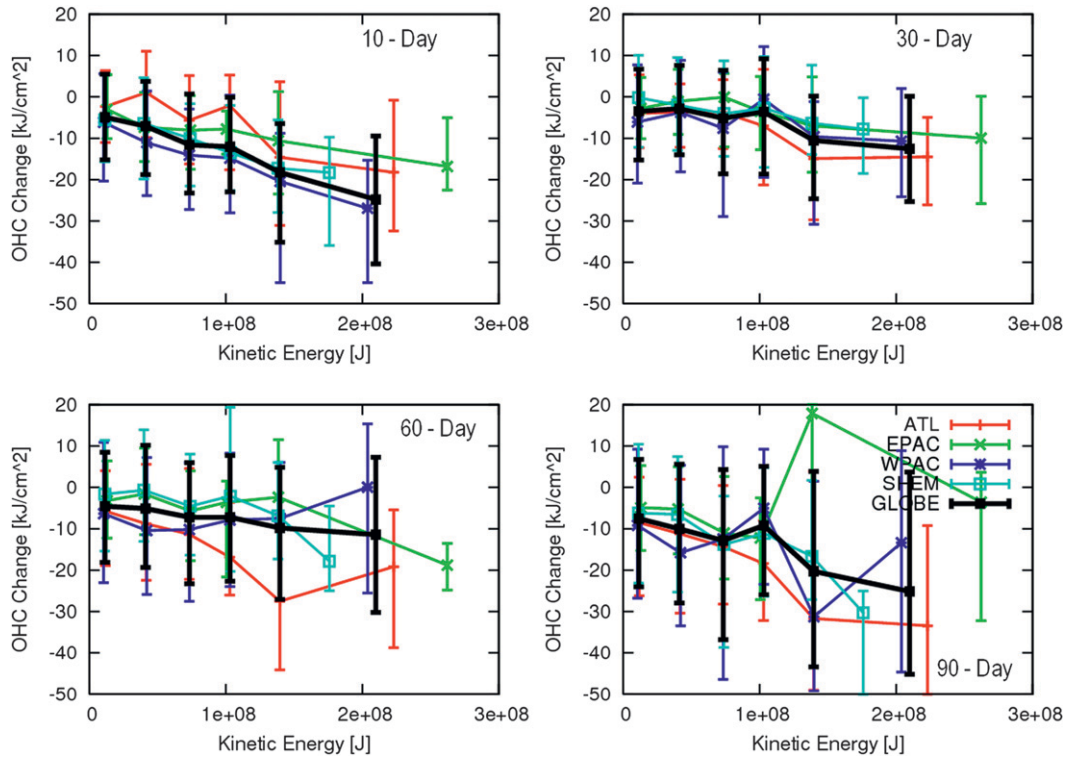 20
10
0
-10
-20
-30
-40
-50
OHC Change [kJ/cm^2]
10 - Day
0
1e+08
2e+08
3e+08
Kinetic Energy [J]
20
10
0
-10
-20
-30
-40
-50
OHC Change [kJ/cm^2]
30 - Day
0
1e+08
2e+08
3e+08
Kinetic Energy [J]
20
10
0
-10
-20
-30
-40
-50
OHC Change [kJ/cm^2]
60 - Day
0
1e+08
2e+08
3e+08
Kinetic Energy [J]
20
10
0
-10
-20
-30
-40
-50
OHC Change [kJ/cm^2]
ATL
EPAC
WPAC
SHEM
GLOBE
90 - Day
0
1e+08
2e+08
3e+08
Kinetic Energy [J]